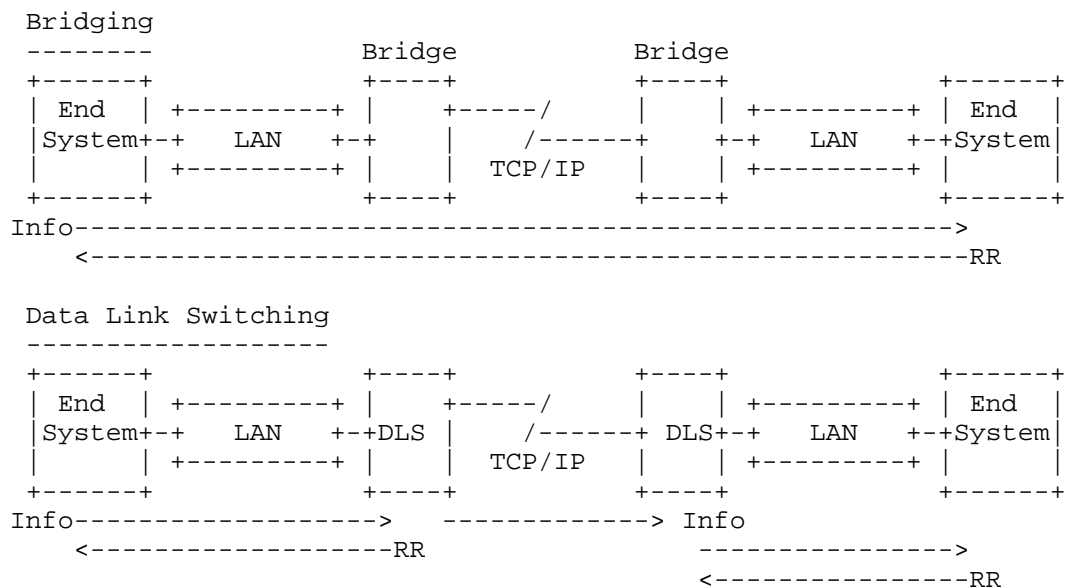 Bridging
--------
Bridge Bridge
End End
System LAN LAN System
TCP/IP
Info
RR
Data Link Switching
-------------------
End End
System LAN DLS DLS LAN System
TCP/IP
Info Info
RR
RR